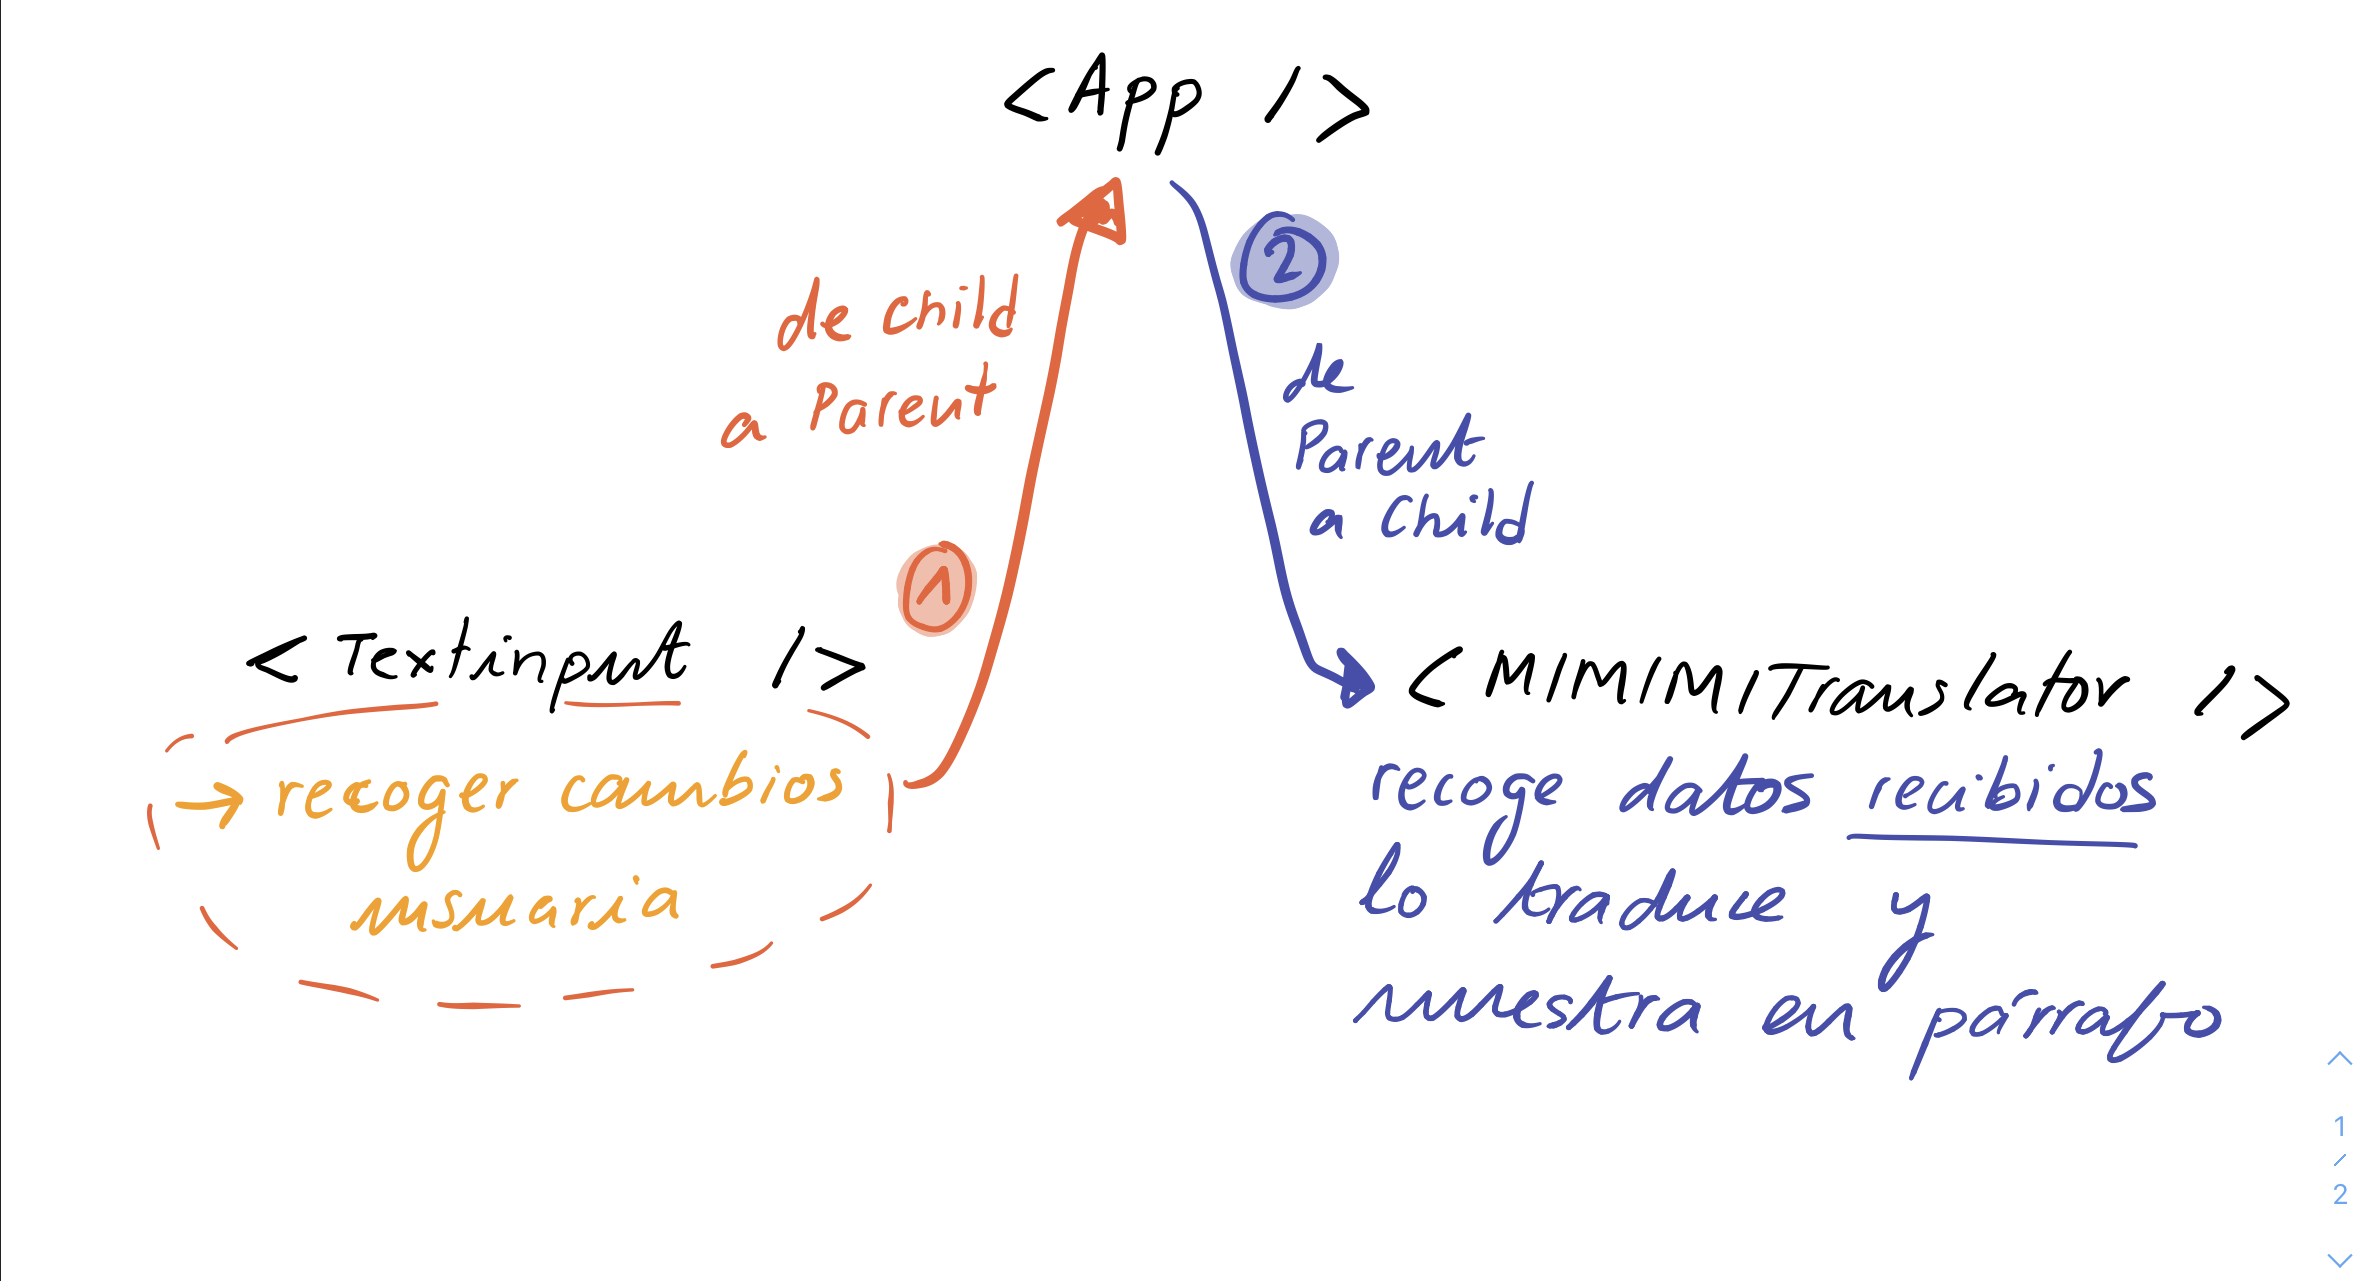 <App />
2
de child
a Parent
de
Parent
a Child
1
<Textinput />
→ recoger cambios
usuaria
<MIMIMITranslator />
recoge datos recibidos
lo traduce y
muestra en párrafo
1
/
2